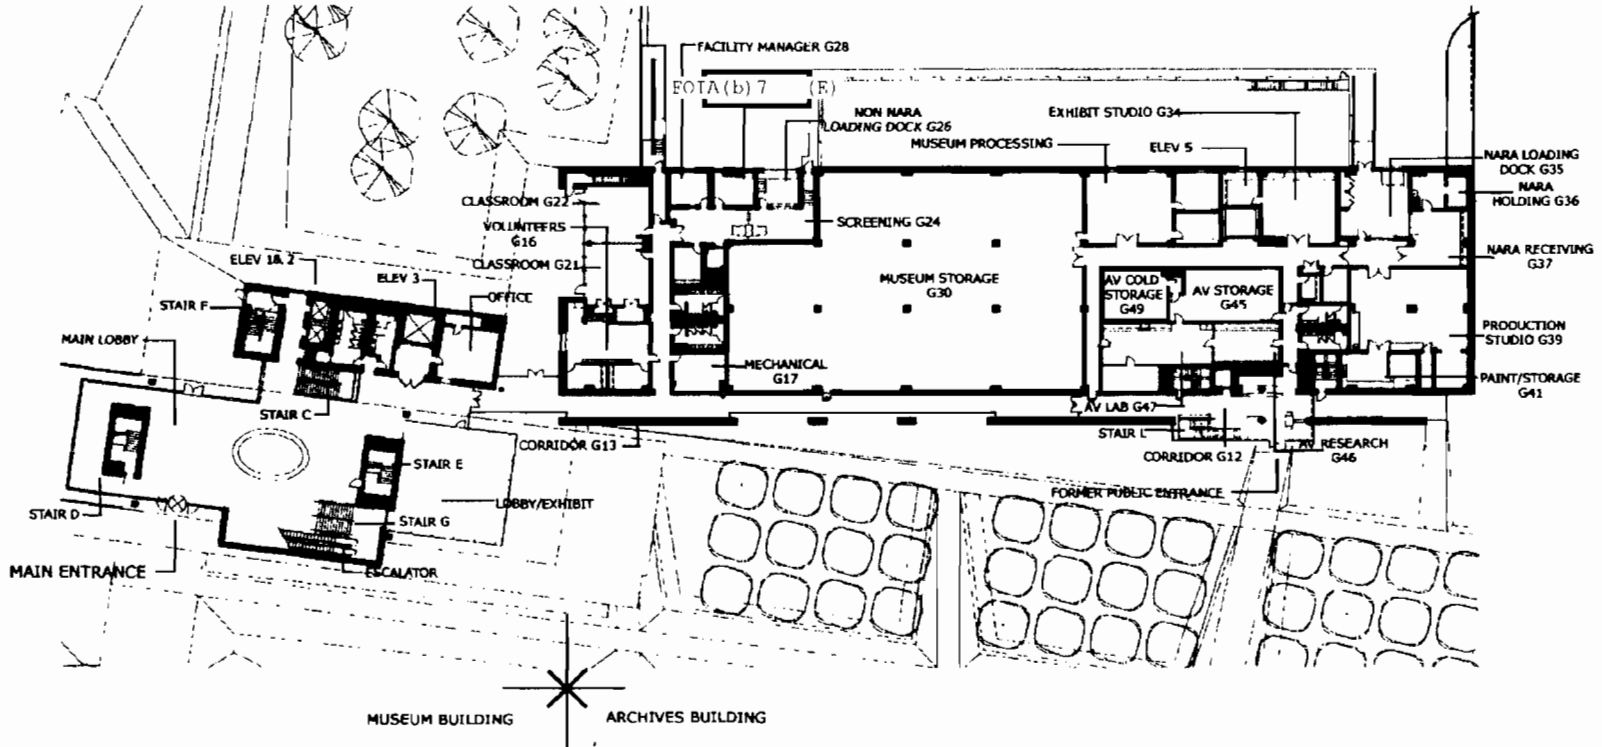 FACILITY MANAGER G28
FOIA(b)7 (E)
NON NARA
LOADING DOCK G26
EXHIBIT STUDIO G34
MUSEUM PROCESSING
ELEV 5
NARA LOADING
DOCK G35
NARA
HOLDING G36
CLASSROOM G22
VOLUNTEERS
G16
SCREENING G24
CLASSROOM G21
NARA RECEIVING
G37
ELEV 1& 2
ELEV 3
OFFICE
MUSEUM STORAGE
G30
AV COLD
STORAGE
G49
AV STORAGE
G45
STAIR F
MAIN LOBBY
PRODUCTION
STUDIO G39
MECHANICAL
G17
PAINT/STORAGE
G41
STAIR C
AV LAB G47
STAIR L
CORRIDOR G13
CORRIDOR G12
AV RESEARCH
G46
STAIR E
FORMER PUBLIC ENTRANCE
LOBBY/EXHIBIT
STAIR D
STAIR G
MAIN ENTRANCE
ESCALATOR
MUSEUM BUILDING
ARCHIVES BUILDING